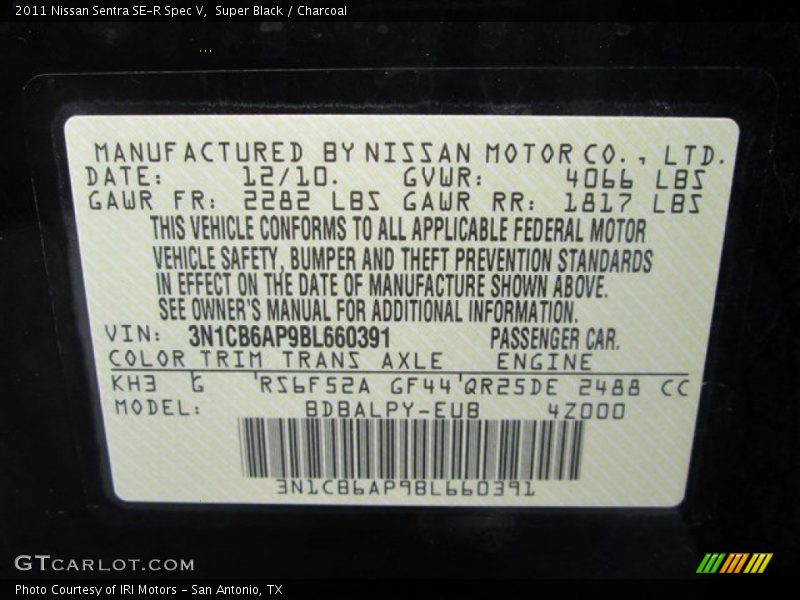 2011 Nissan Sentra SE-R Spec V, Super Black / Charcoal
MANUFACTURED BY NISSAN MOTOR CO., LTD.
DATE: 12/10. GVWR: 4066 LBS
GAWR FR: 2282 LBS GAWR RR: 1817 LBS
THIS VEHICLE CONFORMS TO ALL APPLICABLE FEDERAL MOTOR
VEHICLE SAFETY, BUMPER AND THEFT PREVENTION STANDARDS
IN EFFECT ON THE DATE OF MANUFACTURE SHOWN ABOVE.
SEE OWNER'S MANUAL FOR ADDITIONAL INFORMATION.
VIN: 3N1CB6AP9BL660391 PASSENGER CAR.
COLOR TRIM TRANS AXLE ENGINE
KH3 G RS6F52A GF44 QR25DE 2488 CC
MODEL: BDBALPY-EUB 4Z000
3N1CB6AP9BL660391
GTCARLOT.COM
Photo Courtesy of IRI Motors - San Antonio, TX